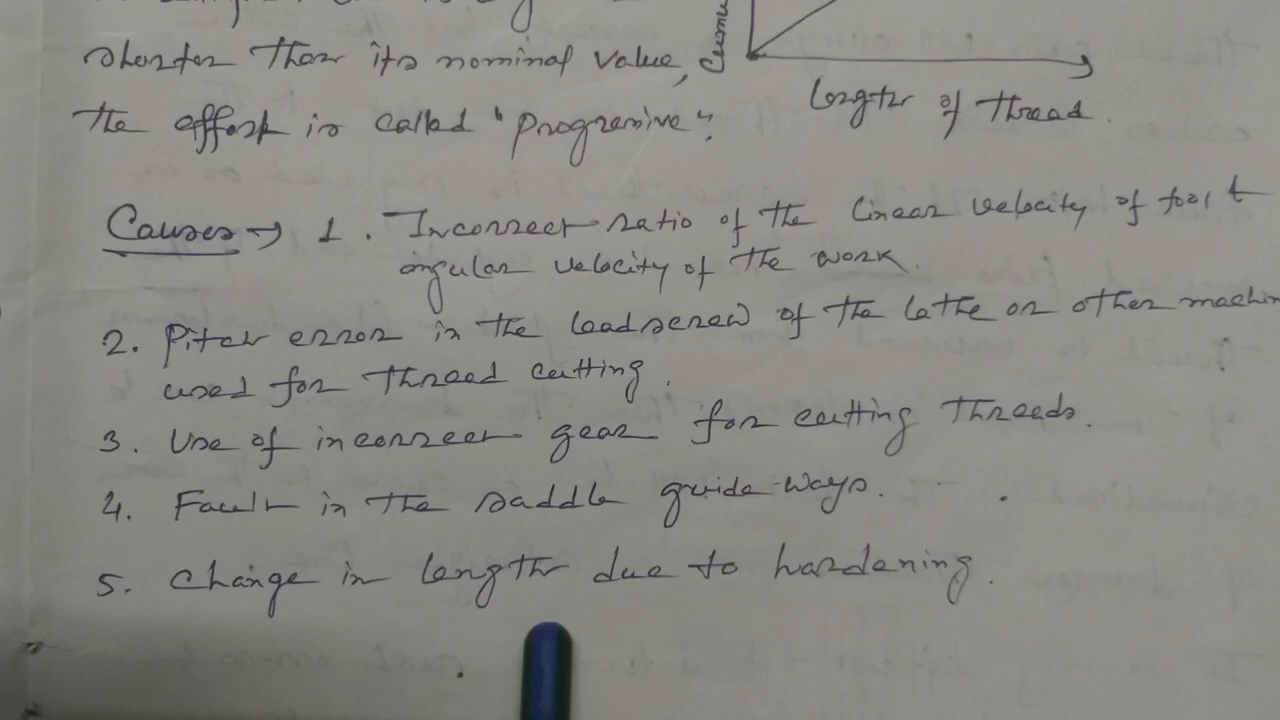 shorter than its nominal value,
the effect is called "Progressive".
Cumu
length of thread.
Causes → 1. Incorrect ratio of the linear velocity of tool &
angular velocity of the work.
2. Pitch error in the leadscrew of the lathe or other machin
used for thread cutting.
3. Use of incorrect gear for cutting threads.
4. Fault in the saddle guide-ways.
5. Change in length due to hardening.